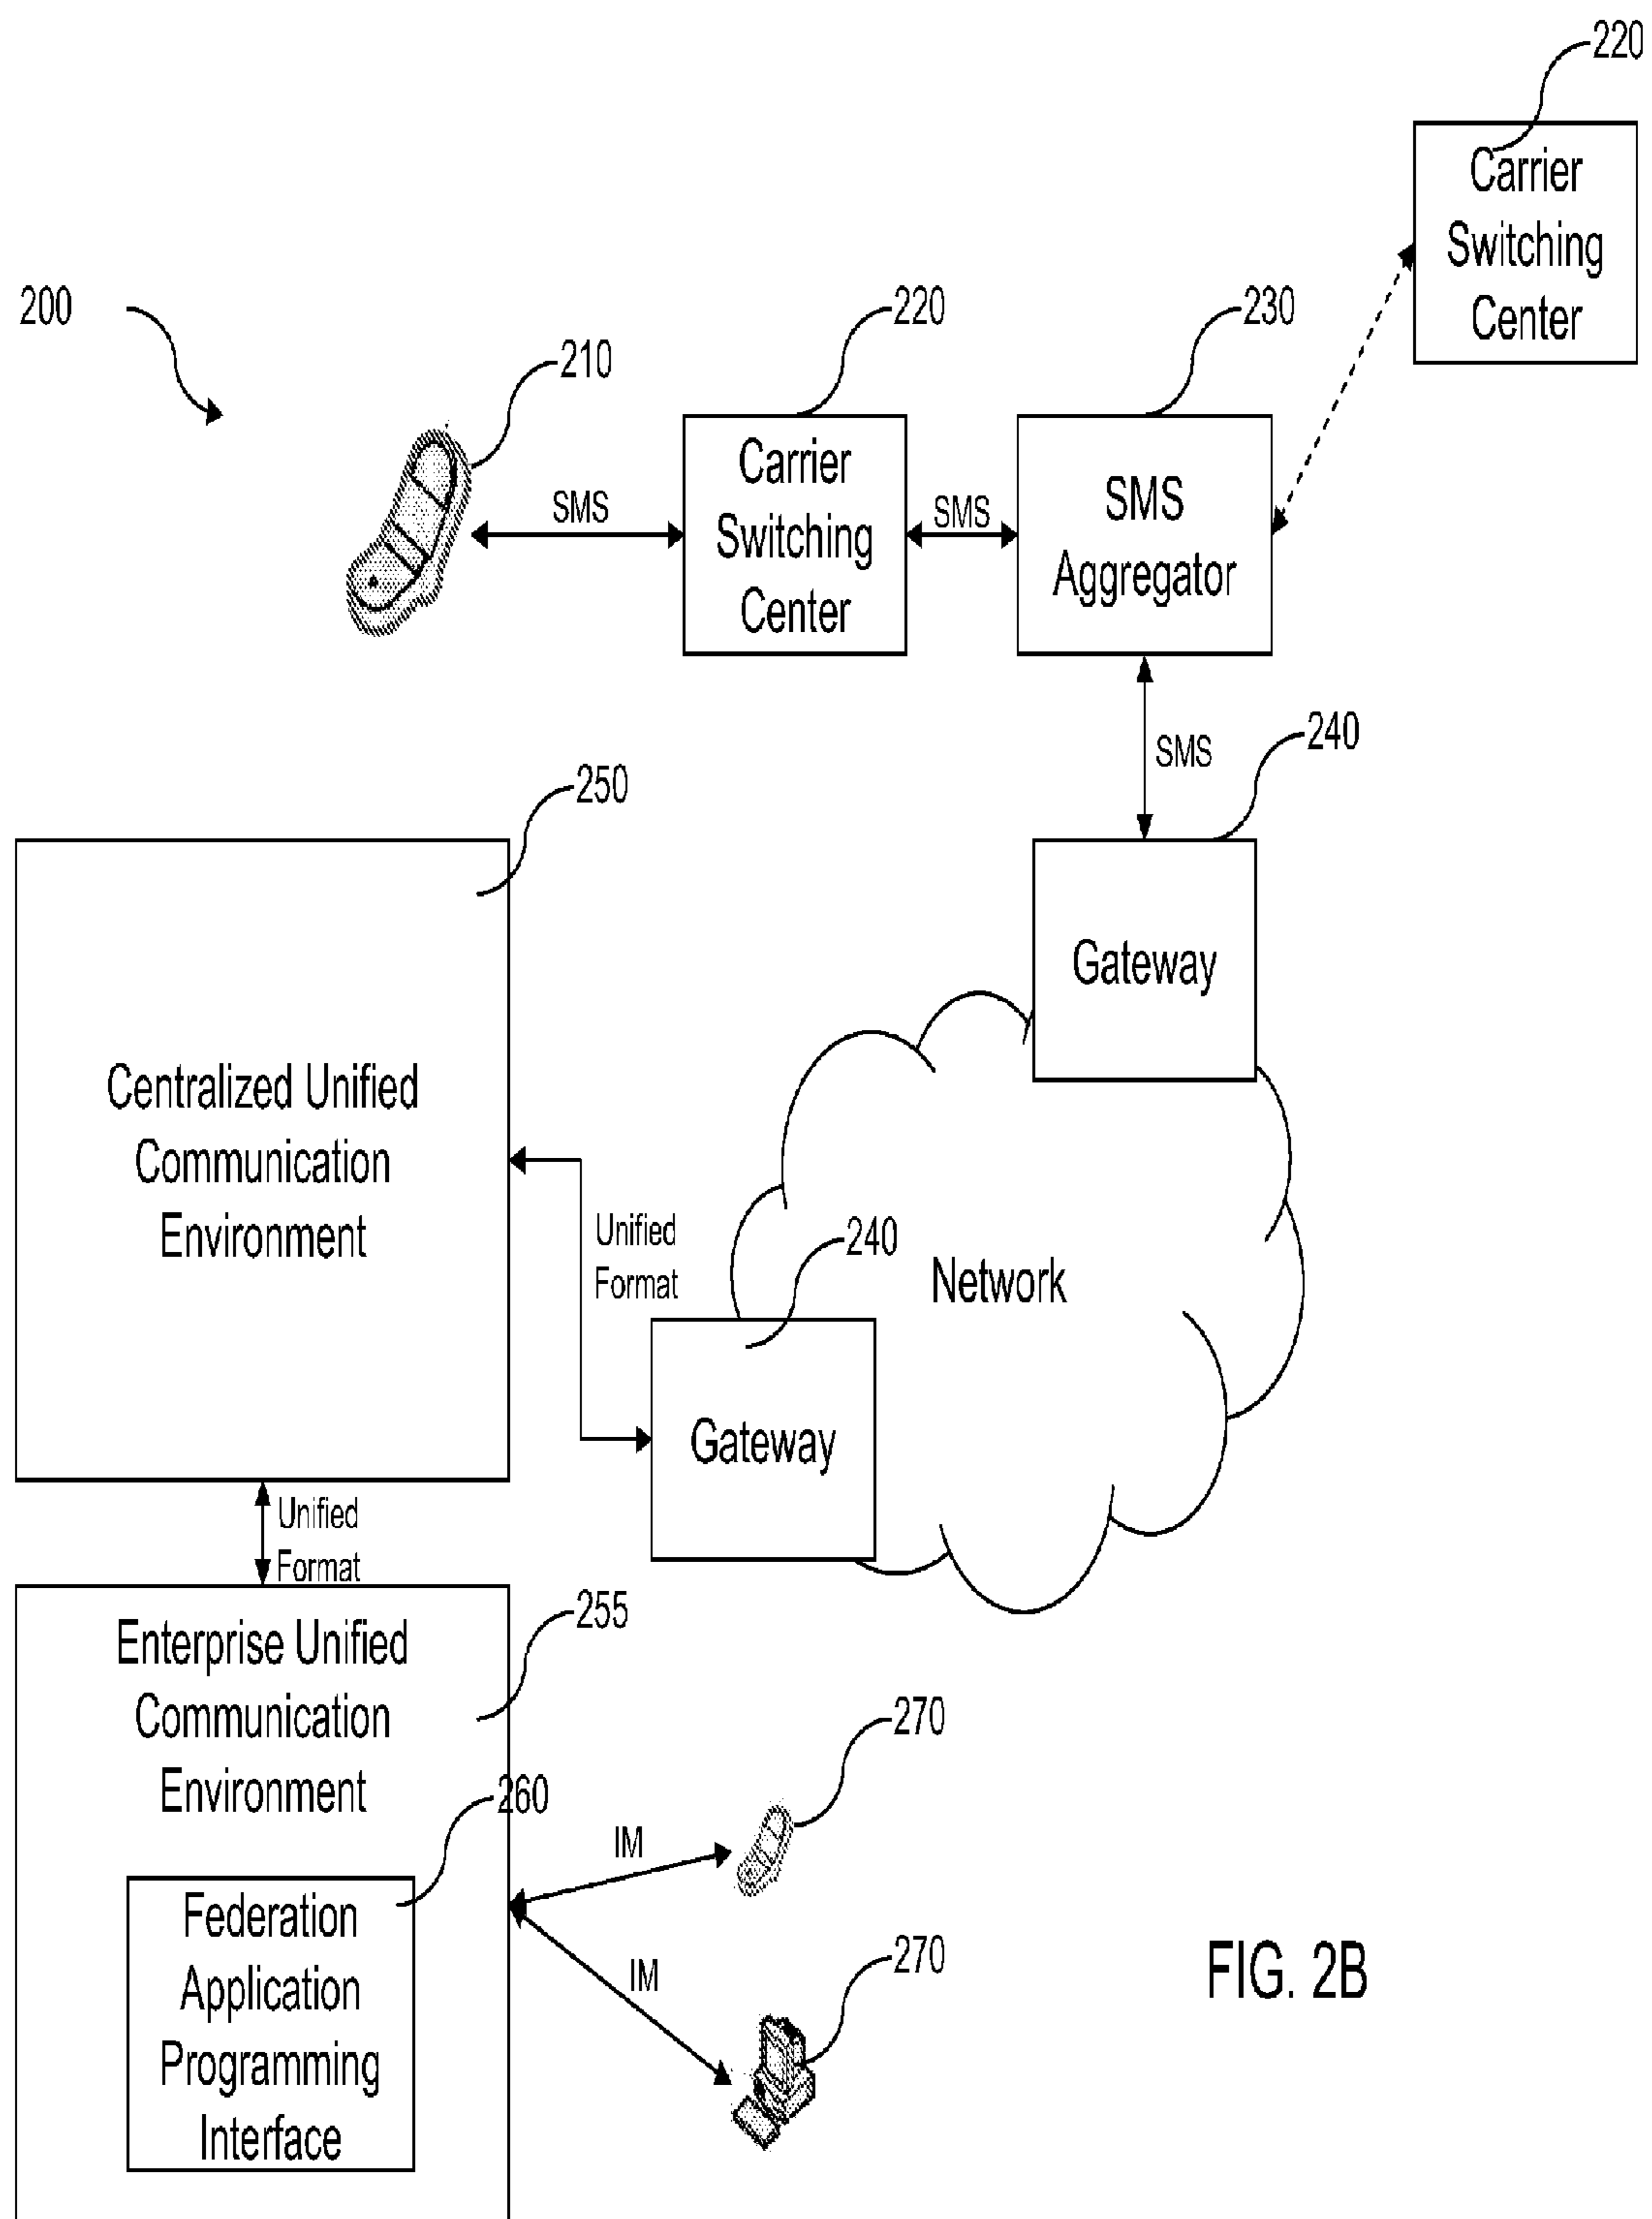 220
Carrier
Switching
Center
200
210
220
230
SMS
Carrier
Switching
Center
SMS
SMS
Aggregator
SMS
240
Gateway
250
Centralized Unified
Communication
Environment
Unified
Format
240
Network
Gateway
Unified
Format
255
Enterprise Unified
Communication
Environment
260
Federation
Application
Programming
Interface
IM
270
IM
270
FIG. 2B